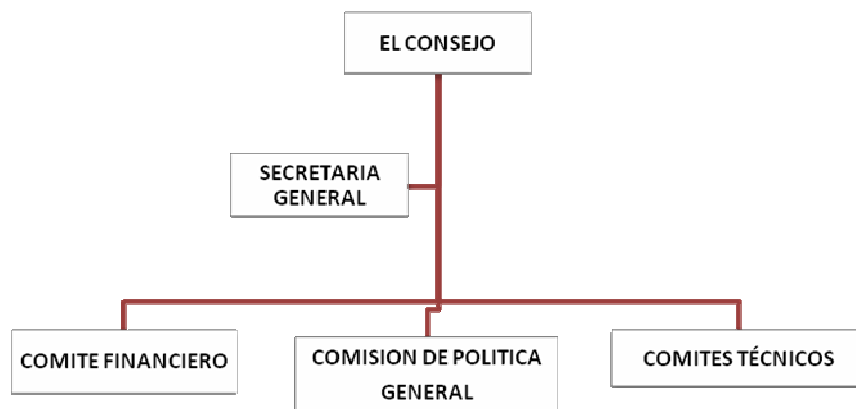 EL CONSEJO
SECRETARIA
GENERAL
COMITE FINANCIERO
COMISION DE POLITICA
GENERAL
COMITES TÉCNICOS